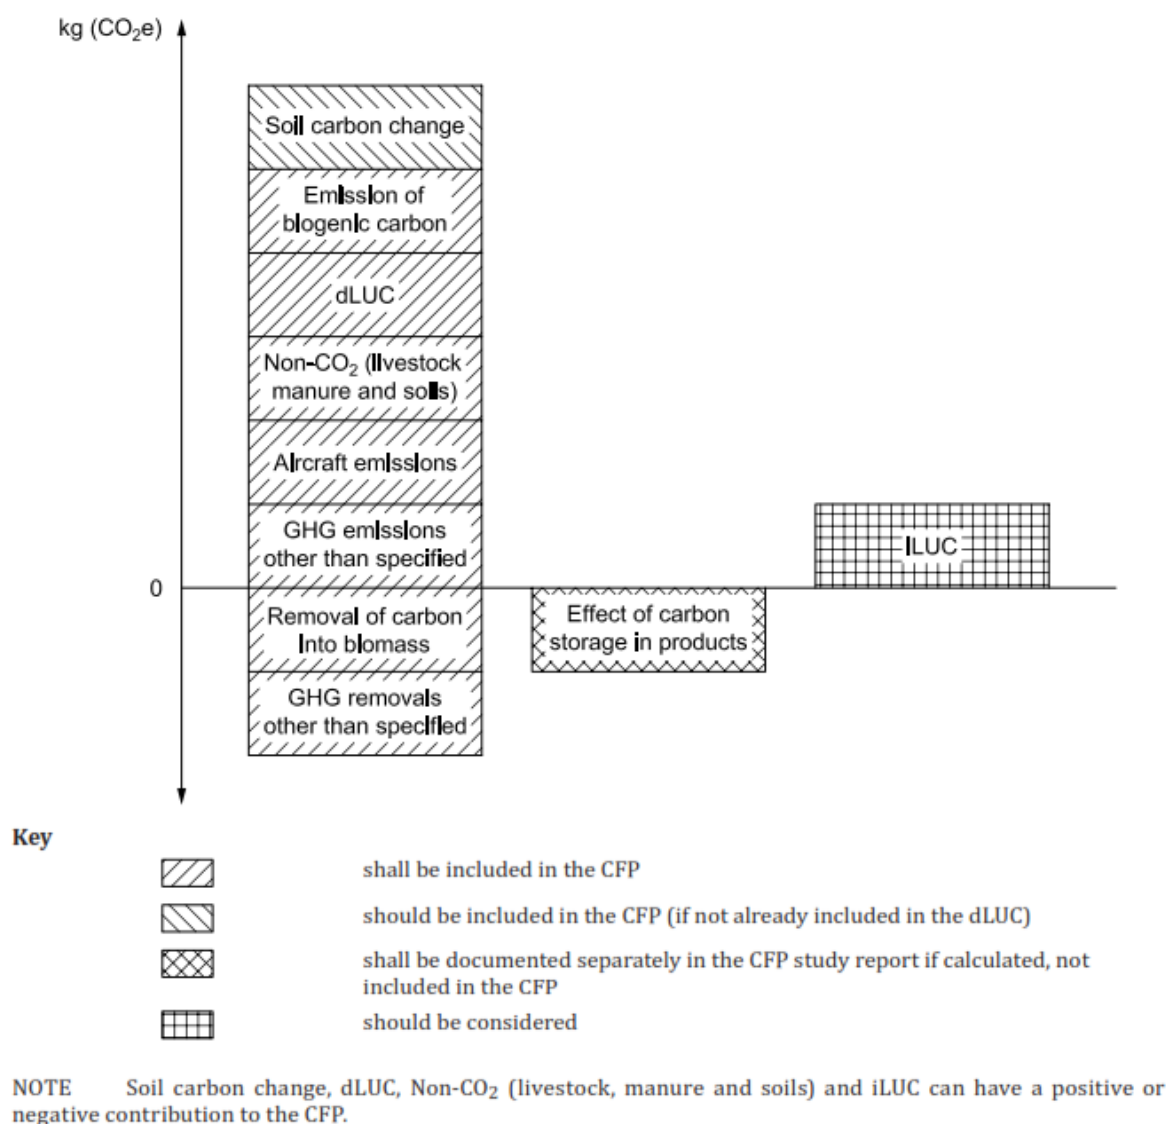 kg (CO₂e)
Soil carbon change
Emission of
biogenic carbon
dLUC
Non-CO₂ (livestock
manure and soils)
Aircraft emissions
GHG emissions
other than specified
ILUC
0
Removal of carbon
Into biomass
Effect of carbon
storage in products
GHG removals
other than specified
Key
shall be included in the CFP
should be included in the CFP (if not already included in the dLUC)
shall be documented separately in the CFP study report if calculated, not
included in the CFP
should be considered
NOTE Soil carbon change, dLUC, Non-CO₂ (livestock, manure and soils) and iLUC can have a positive or
negative contribution to the CFP.